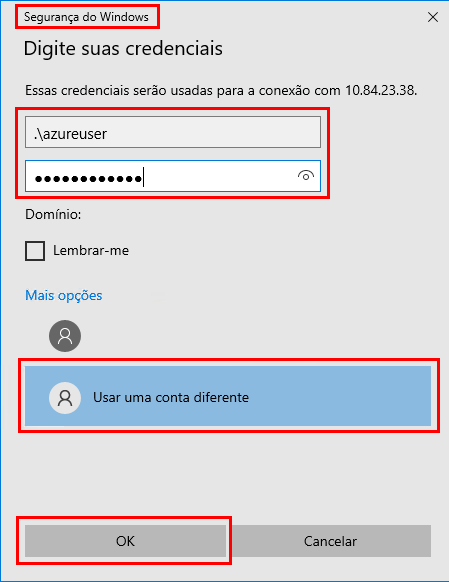 Segurança do Windows
Digite suas credenciais
Essas credenciais serão usadas para a conexão com 10.84.23.38.
.\azureuser
●●●●●●●●●●●●
Domínio:
Lembrar-me
Mais opções
Usar uma conta diferente
OK
Cancelar